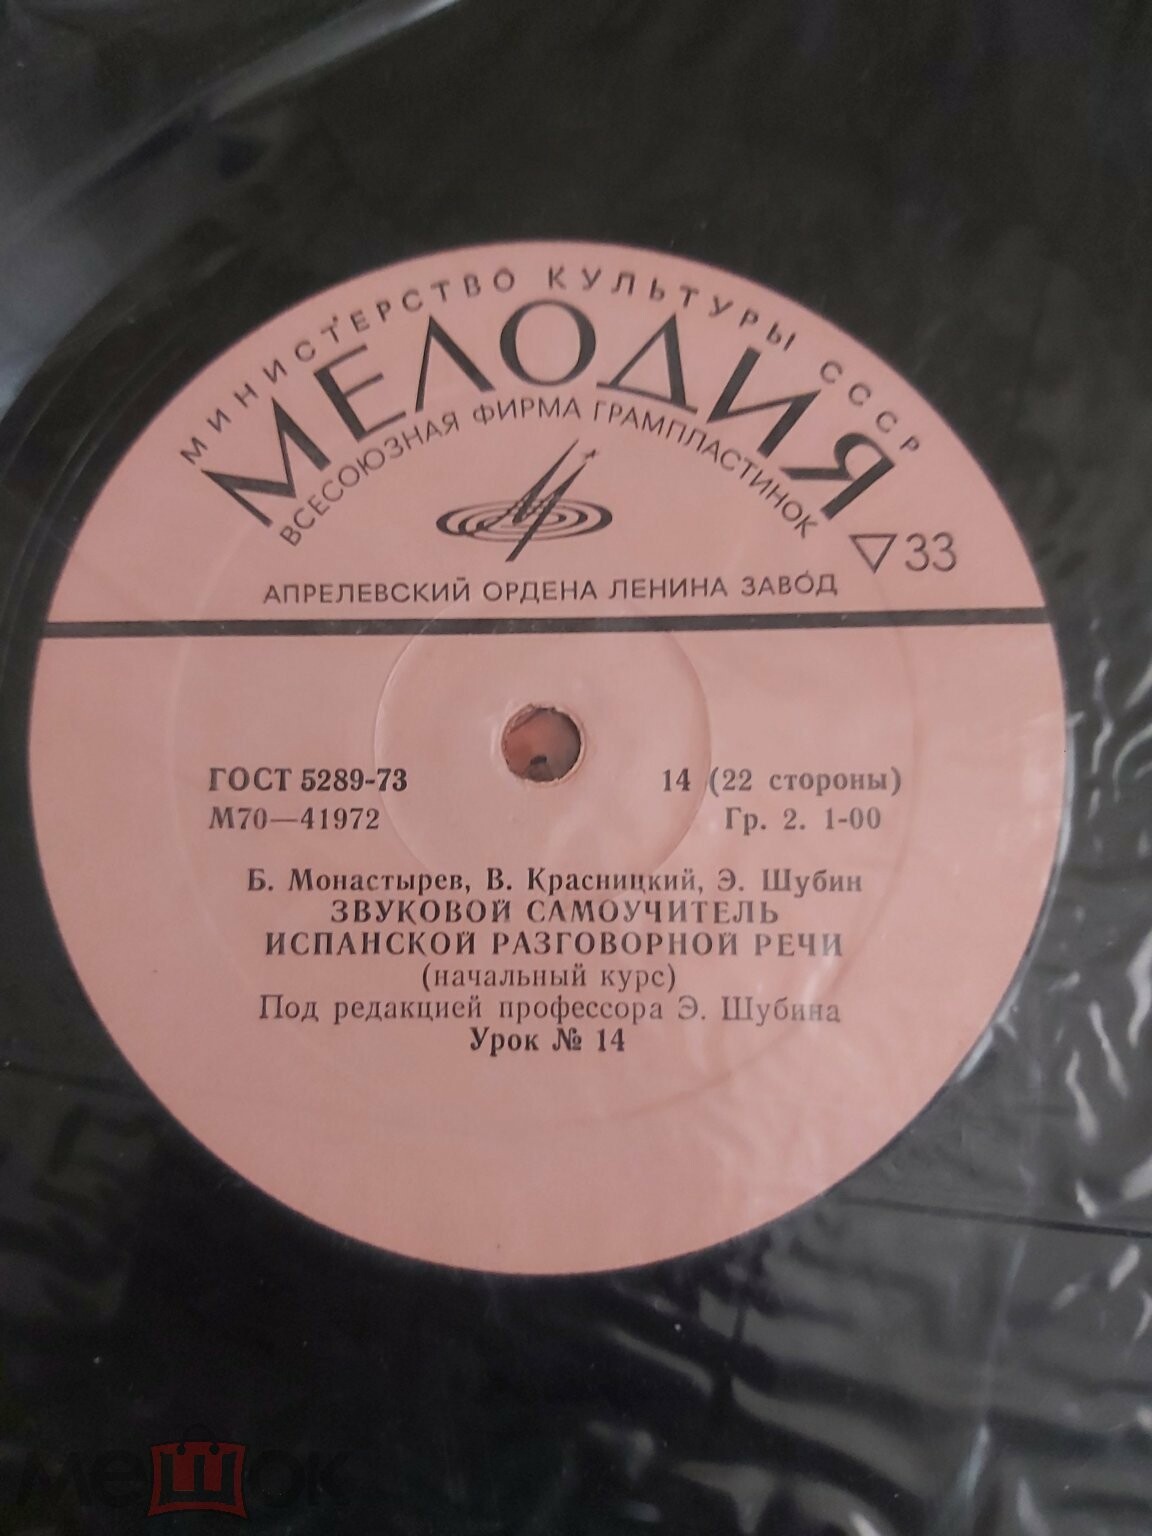 МИНИСТЕРСТВО КУЛЬТУРЫ СССР
МЕЛОДИЯ
ВСЕСОЮЗНАЯ ФИРМА ГРАМПЛАСТИНОК
▽33
АПРЕЛЕВСКИЙ ОРДЕНА ЛЕНИНА ЗАВОД
ГОСТ 5289-73 14 (22 стороны)
М70—41972 Гр. 2. 1-00
Б. Монастырев, В. Красницкий, Э. Шубин
ЗВУКОВОЙ САМОУЧИТЕЛЬ
ИСПАНСКОЙ РАЗГОВОРНОЙ РЕЧИ
(начальный курс)
Под редакцией профессора Э. Шубина
Урок № 14
мешок